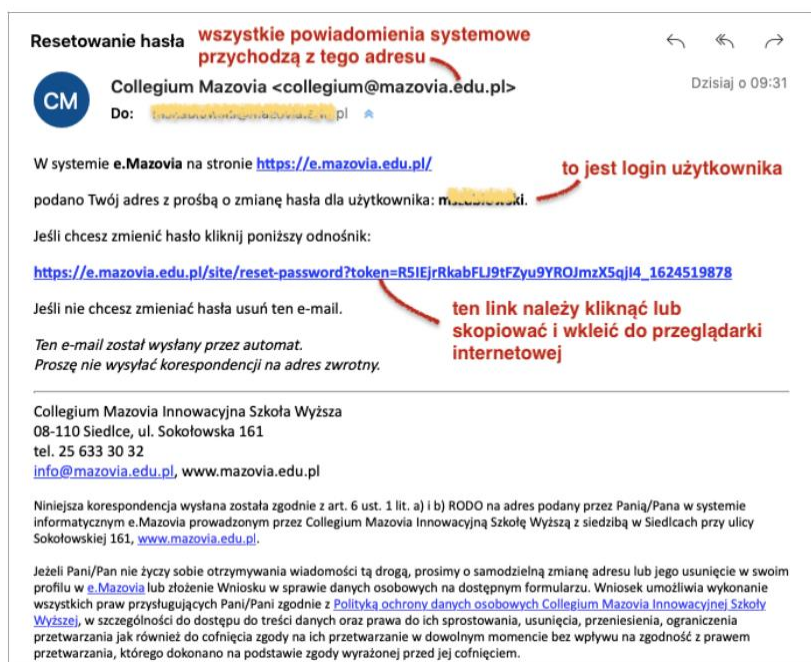 Resetowanie hasła
wszystkie powiadomienia systemowe
przychodzą z tego adresu
CM
Collegium Mazovia <collegium@mazovia.edu.pl>
Dzisiaj o 09:31
Do: pl
W systemie e.Mazovia na stronie https://e.mazovia.edu.pl/
to jest login użytkownika
podano Twój adres z prośbą o zmianę hasła dla użytkownika: ki.
Jeśli chcesz zmienić hasło kliknij poniższy odnośnik:
https://e.mazovia.edu.pl/site/reset-password?token=R5IEjrRkabFLJ9tFZyu9YROJmzX5qjI4_1624519878
Jeśli nie chcesz zmieniać hasła usuń ten e-mail.
ten link należy kliknąć lub
skopiować i wkleić do przeglądarki
internetowej
Ten e-mail został wysłany przez automat.
Proszę nie wysyłać korespondencji na adres zwrotny.
Collegium Mazovia Innowacyjna Szkoła Wyższa
08-110 Siedlce, ul. Sokołowska 161
tel. 25 633 30 32
info@mazovia.edu.pl, www.mazovia.edu.pl
Niniejsza korespondencja wysłana została zgodnie z art. 6 ust. 1 lit. a) i b) RODO na adres podany przez Panią/Pana w systemie
informatycznym e.Mazovia prowadzonym przez Collegium Mazovia Innowacyjną Szkołę Wyższą z siedzibą w Siedlcach przy ulicy
Sokołowskiej 161, www.mazovia.edu.pl.
Jeżeli Pani/Pan nie życzy sobie otrzymywania wiadomości tą drogą, prosimy o samodzielną zmianę adresu lub jego usunięcie w swoim
profilu w e.Mazovia lub złożenie Wniosku w sprawie danych osobowych na dostępnym formularzu. Wniosek umożliwia wykonanie
wszystkich praw przysługujących Pani/Pani zgodnie z Polityką ochrony danych osobowych Collegium Mazovia Innowacyjnej Szkoły
Wyższej, w szczególności do dostępu do treści danych oraz prawa do ich sprostowania, usunięcia, przeniesienia, ograniczenia
przetwarzania jak również do cofnięcia zgody na ich przetwarzanie w dowolnym momencie bez wpływu na zgodność z prawem
przetwarzania, którego dokonano na podstawie zgody wyrażonej przed jej cofnięciem.